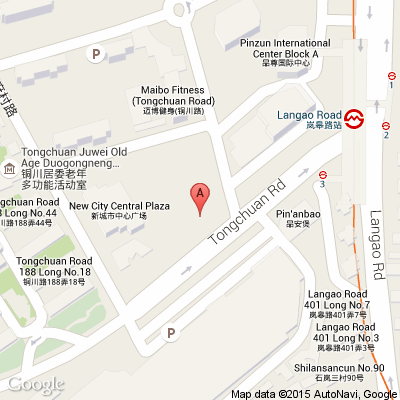 Pinzun International
Center Block A
品尊国际中心
1
P
Maibo Fitness
(Tongchuan Road)
迈博健身(铜川路)
Langao Road
岚皋路站
2
村路
Tongchuan Juwei Old
Age Duogongneng...
铜川居委老年
多功能活动室
3
A
Tongchuan Rd
nchuan Road
8 Long No.44
路188弄44号
New City Central Plaza
新城市中心广场
Pin'anbao
品安堡
Langao Rd
Tongchuan Road
188 Long No.18
铜川路188弄18号
Langao Road
401 Long No.7
岚皋路401弄7号
P
Langao Road
401 Long No.3
岚皋路401弄3号
Shilansancun No.90
石岚三村90号
Google
Map data ©2015 AutoNavi, Google